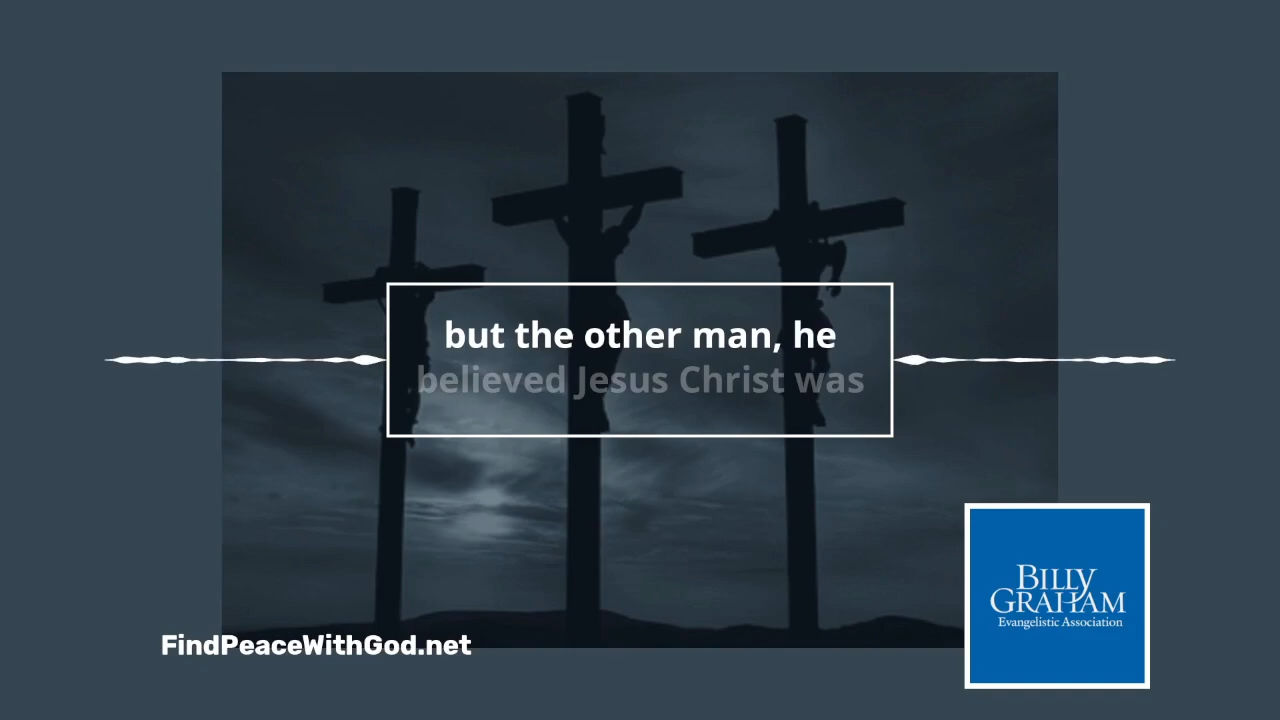 but the other man, he
believed Jesus Christ was
FindPeaceWithGod.net
BILLY
GRAHAM
Evangelistic Association